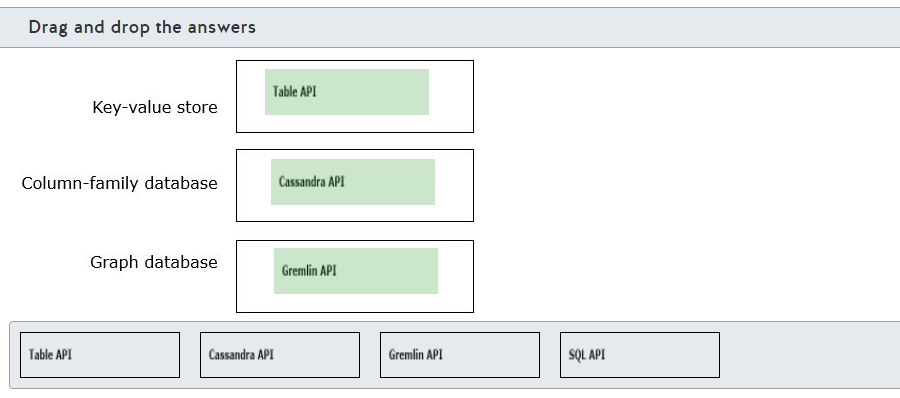 Drag and drop the answers
Key-value store
Table API
Column-family database
Cassandra API
Graph database
Gremlin API
Table API
Cassandra API
Gremlin API
SQL API